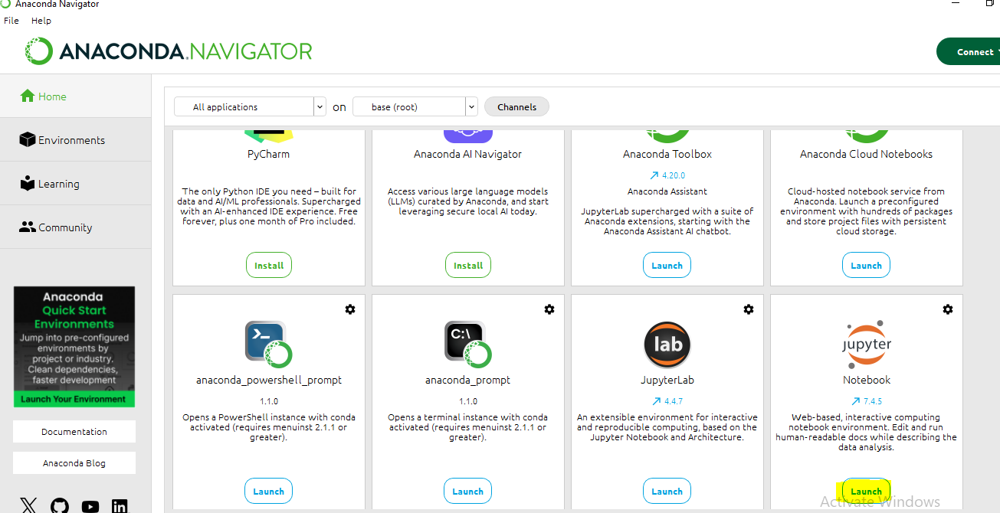 Anaconda Navigator
File Help
ANACONDA.NAVIGATOR
Connect
Home
Environments
Learning
Community
Anaconda
Quick Start
Environments
Jump into pre-configured
environments by
project or industry.
Clean dependencies,
faster development
Launch Your Environment
Documentation
Anaconda Blog
All applications on base (root) Channels
PyCharm
The only Python IDE you need – built for
data and AI/ML professionals. Supercharged
with an AI-enhanced IDE experience. Free
forever, plus one month of Pro included.
Install
Anaconda AI Navigator
Access various large language models
(LLMs) curated by Anaconda, and start
leveraging secure local AI today.
Install
Anaconda Toolbox
4.20.0
Anaconda Assistant
JupyterLab supercharged with a suite of
Anaconda extensions, starting with the
Anaconda Assistant AI chatbot.
Launch
Anaconda Cloud Notebooks
Cloud-hosted notebook service from
Anaconda. Launch a preconfigured
environment with hundreds of packages
and store project files with persistent
cloud storage.
Launch
anaconda_powershell_prompt
1.1.0
Opens a PowerShell instance with conda
activated (requires menuinst 2.1.1 or
greater).
Launch
C:\
anaconda_prompt
1.1.0
Opens a terminal instance with conda
activated (requires menuinst 2.1.1 or
greater).
Launch
lab
JupyterLab
4.4.7
An extensible environment for interactive
and reproducible computing, based on the
Jupyter Notebook and Architecture.
Launch
jupyter
Notebook
7.4.5
Web-based, interactive computing
notebook environment. Edit and run
human-readable docs while describing the
data analysis.
Launch
Activate Windows